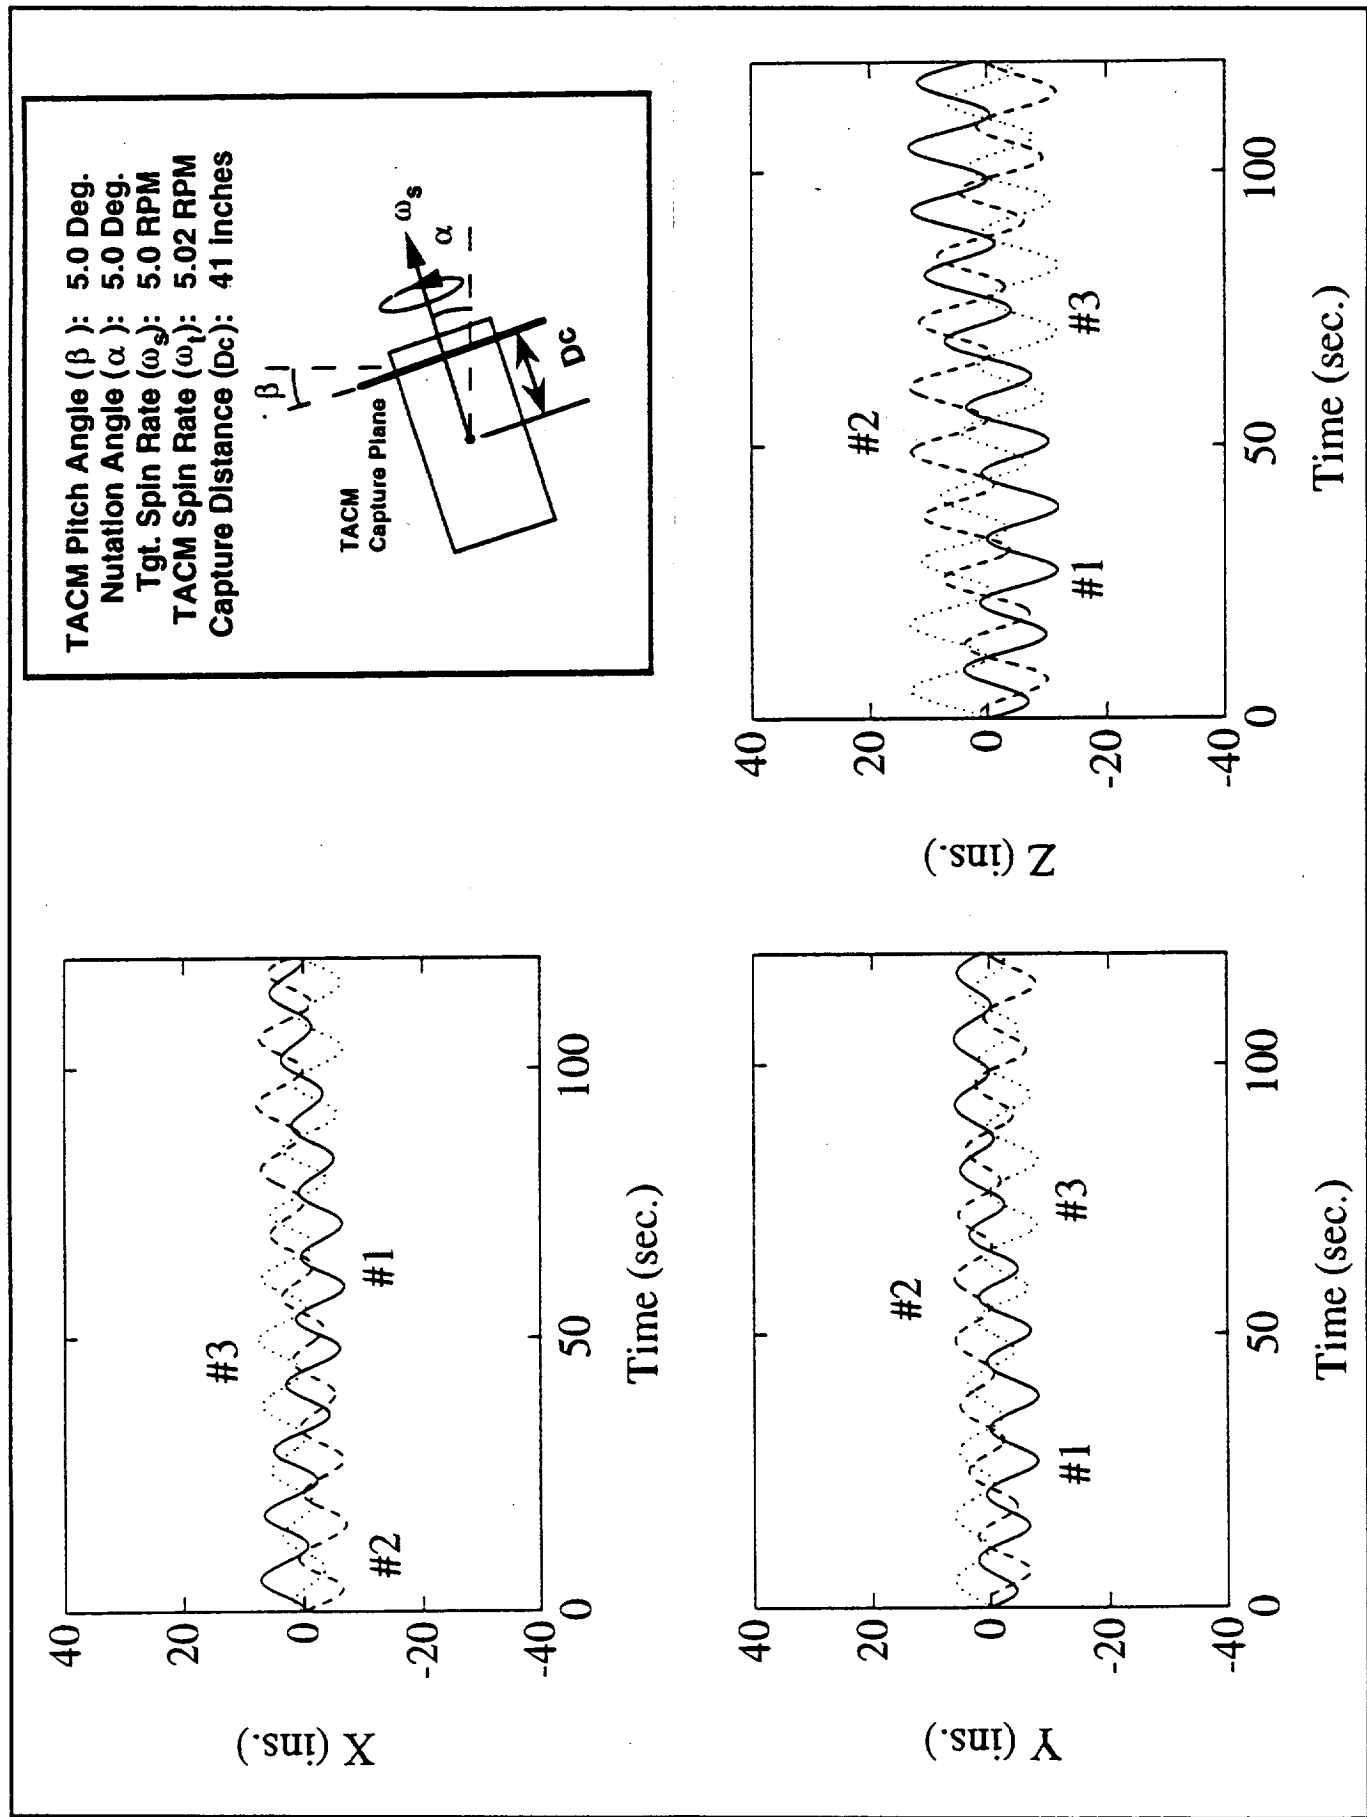 TACM Pitch Angle (β): 5.0 Deg.
Nutation Angle (α): 5.0 Deg.
Tgt. Spin Rate (ωs): 5.0 RPM
TACM Spin Rate (ωt): 5.02 RPM
Capture Distance (Dc): 41 inches
β
TACM
Capture Plane
ωs
α
Dc
X (ins.)
40
20
0
-20
-40
#3
#2
#1
0
50
100
Time (sec.)
Y (ins.)
40
20
0
-20
-40
#2
#1
#3
0
50
100
Time (sec.)
Z (ins.)
40
20
0
-20
-40
#2
#1
#3
0
50
100
Time (sec.)